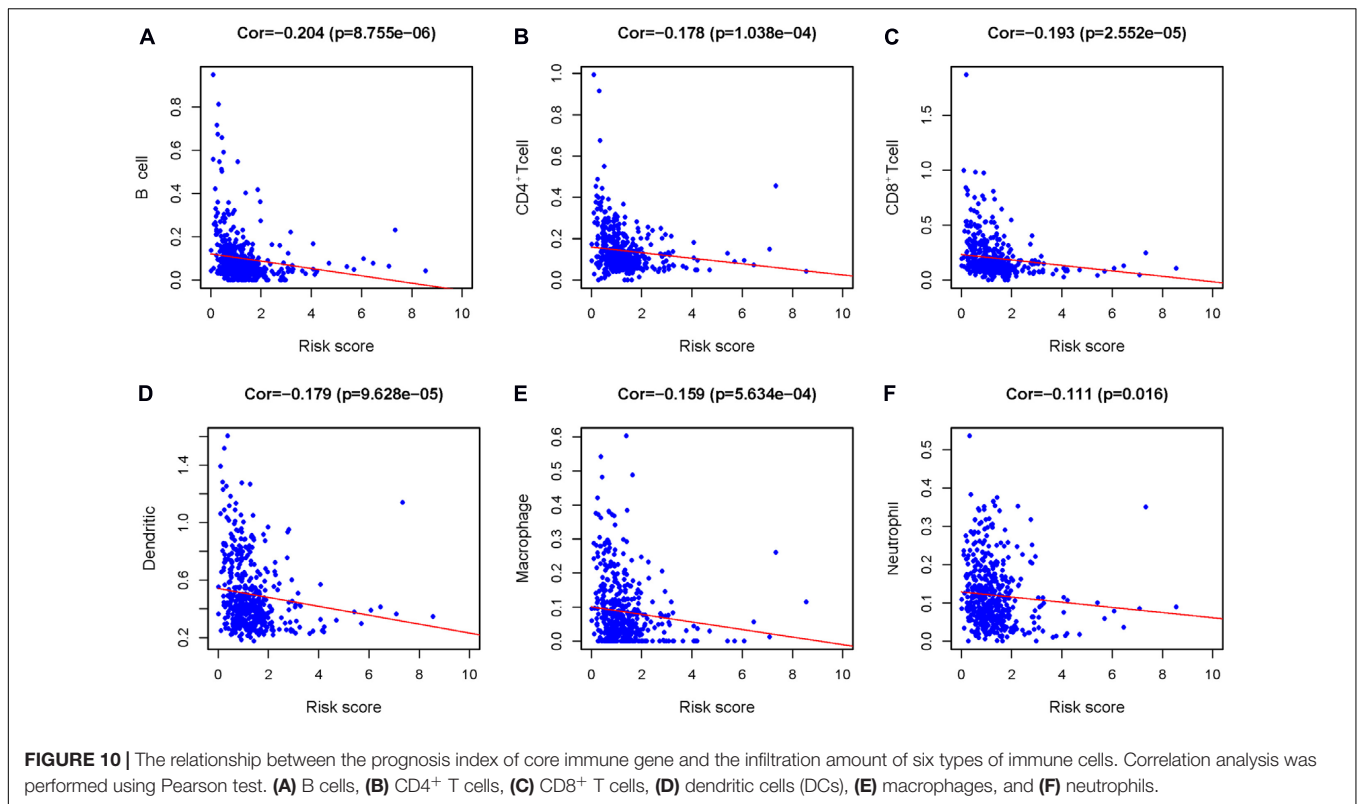 A Cor=−0.204 (p=8.755e−06)
B cell
0.0 0.2 0.4 0.6 0.8
0 2 4 6 8 10
Risk score
B Cor=−0.178 (p=1.038e−04)
CD4⁺ Tcell
0.0 0.2 0.4 0.6 0.8 1.0
0 2 4 6 8 10
Risk score
C Cor=−0.193 (p=2.552e−05)
CD8⁺ Tcell
0.0 0.5 1.0 1.5
0 2 4 6 8 10
Risk score
D Cor=−0.179 (p=9.628e−05)
Dendritic
0.2 0.6 1.0 1.4
0 2 4 6 8 10
Risk score
E Cor=−0.159 (p=5.634e−04)
Macrophage
0.0 0.1 0.2 0.3 0.4 0.5 0.6
0 2 4 6 8 10
Risk score
F Cor=−0.111 (p=0.016)
Neutrophil
0.0 0.1 0.2 0.3 0.4 0.5
0 2 4 6 8 10
Risk score
FIGURE 10 | The relationship between the prognosis index of core immune gene and the infiltration amount of six types of immune cells. Correlation analysis was
performed using Pearson test. (A) B cells, (B) CD4⁺ T cells, (C) CD8⁺ T cells, (D) dendritic cells (DCs), (E) macrophages, and (F) neutrophils.